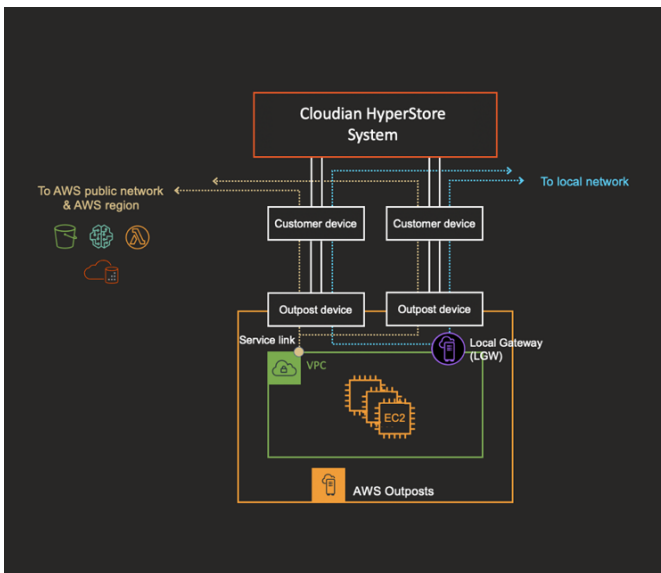 Cloudian HyperStore
System
To AWS public network
& AWS region
To local network
Customer device
Customer device
Outpost device
Outpost device
Service link
Local Gateway
(LGW)
VPC
EC2
AWS Outposts